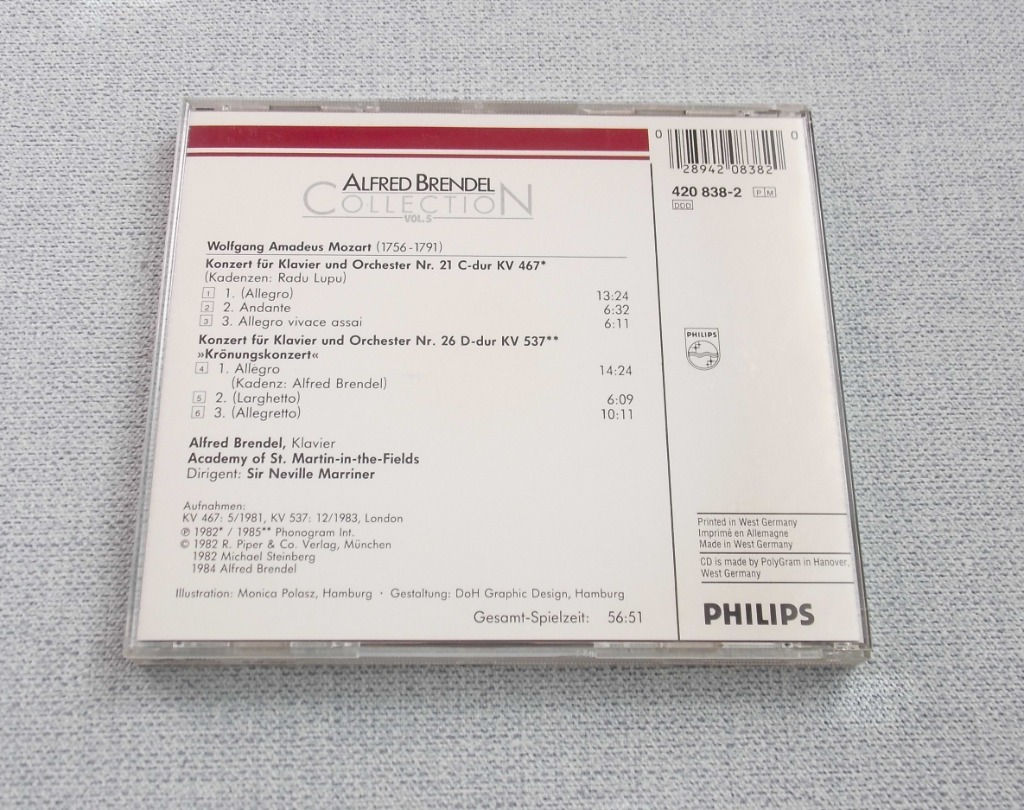 ALFRED BRENDEL
COLLECTION
VOL. 5
Wolfgang Amadeus Mozart (1756-1791)
Konzert für Klavier und Orchester Nr. 21 C-dur KV 467*
(Kadenzen: Radu Lupu)
1 1. (Allegro) 13:24
2 2. Andante 6:32
3 3. Allegro vivace assai 6:11
Konzert für Klavier und Orchester Nr. 26 D-dur KV 537**
»Krönungskonzert«
4 1. Allegro 14:24
(Kadenz: Alfred Brendel)
5 2. (Larghetto) 6:09
6 3. (Allegretto) 10:11
Alfred Brendel, Klavier
Academy of St. Martin-in-the-Fields
Dirigent: Sir Neville Marriner
Aufnahmen:
KV 467: 5/1981, KV 537: 12/1983, London
℗ 1982* / 1985** Phonogram Int.
© 1982 R. Piper & Co. Verlag, München
1982 Michael Steinberg
1984 Alfred Brendel
Illustration: Monica Polasz, Hamburg · Gestaltung: DoH Graphic Design, Hamburg
Gesamt-Spielzeit: 56:51
0 28942 08382 0
420 838-2 PM
DDD
PHILIPS
Printed in West Germany
Imprimé en Allemagne
Made in West Germany
CD is made by PolyGram in Hanover,
West Germany
PHILIPS